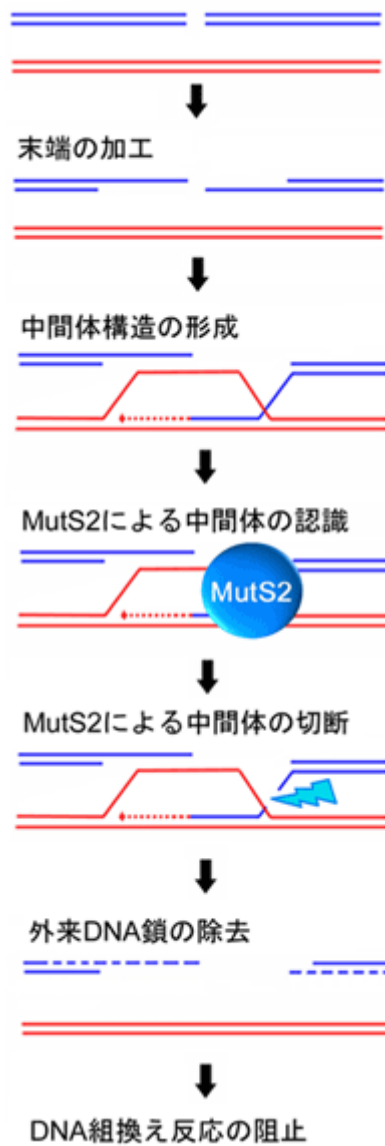 末端の加工
中間体構造の形成
MutS2による中間体の認識
MutS2
MutS2による中間体の切断
外来DNA鎖の除去
DNA組換え反応の阻止